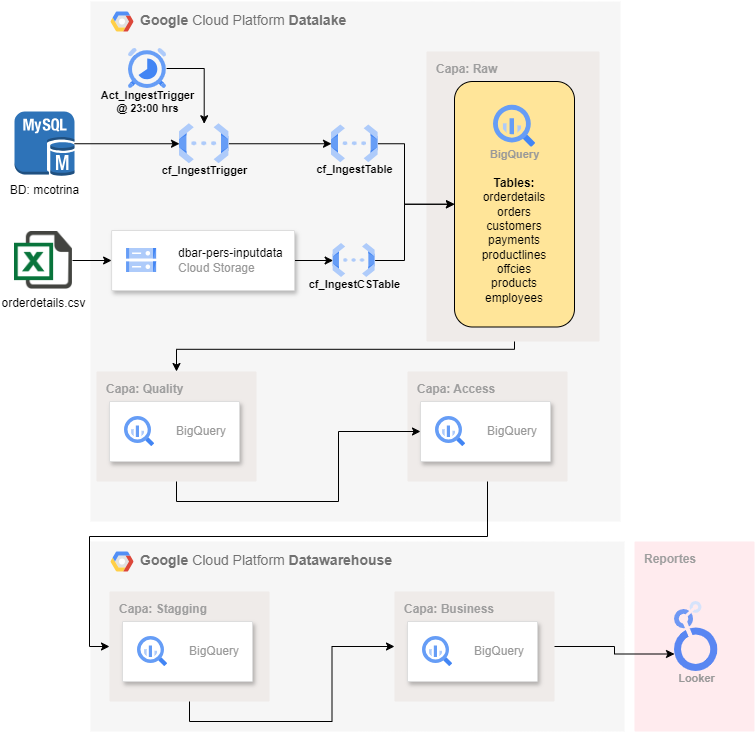 Google Cloud Platform Datalake
Act_IngestTrigger
@ 23:00 hrs
MySQL
M
BD: mcotrina
cf_IngestTrigger
cf_IngestTable
Capa: Raw
BigQuery
Tables:
orderdetails
orders
customers
payments
productlines
offcies
products
employees
X
orderdetails.csv
dbar-pers-inputdata
Cloud Storage
cf_IngestCSTable
Capa: Quality
BigQuery
Capa: Access
BigQuery
Google Cloud Platform Datawarehouse
Capa: Stagging
BigQuery
Capa: Business
BigQuery
Reportes
Looker